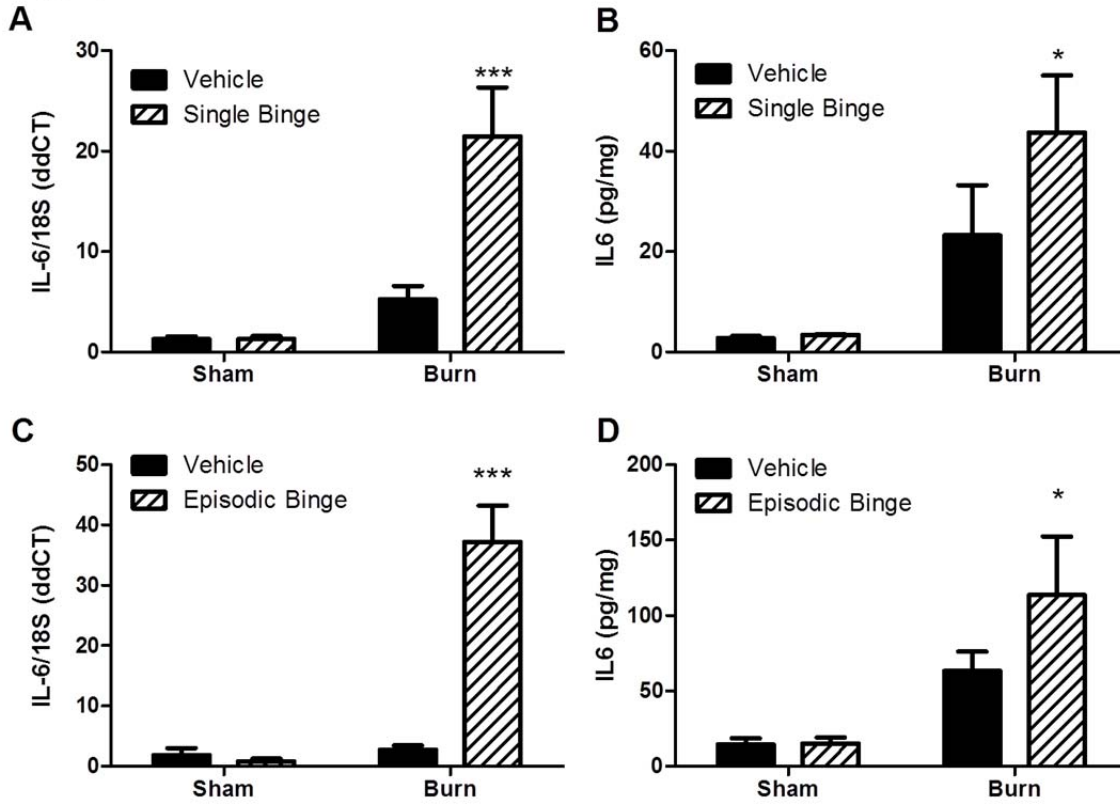 A
IL-6/18S (ddCT)
30
20
10
0
Vehicle
Single Binge
***
Sham
Burn
B
IL6 (pg/mg)
60
40
20
0
Vehicle
Single Binge
*
Sham
Burn
C
IL-6/18S (ddCT)
50
40
30
20
10
0
Vehicle
Episodic Binge
***
Sham
Burn
D
IL6 (pg/mg)
200
150
100
50
0
Vehicle
Episodic Binge
*
Sham
Burn